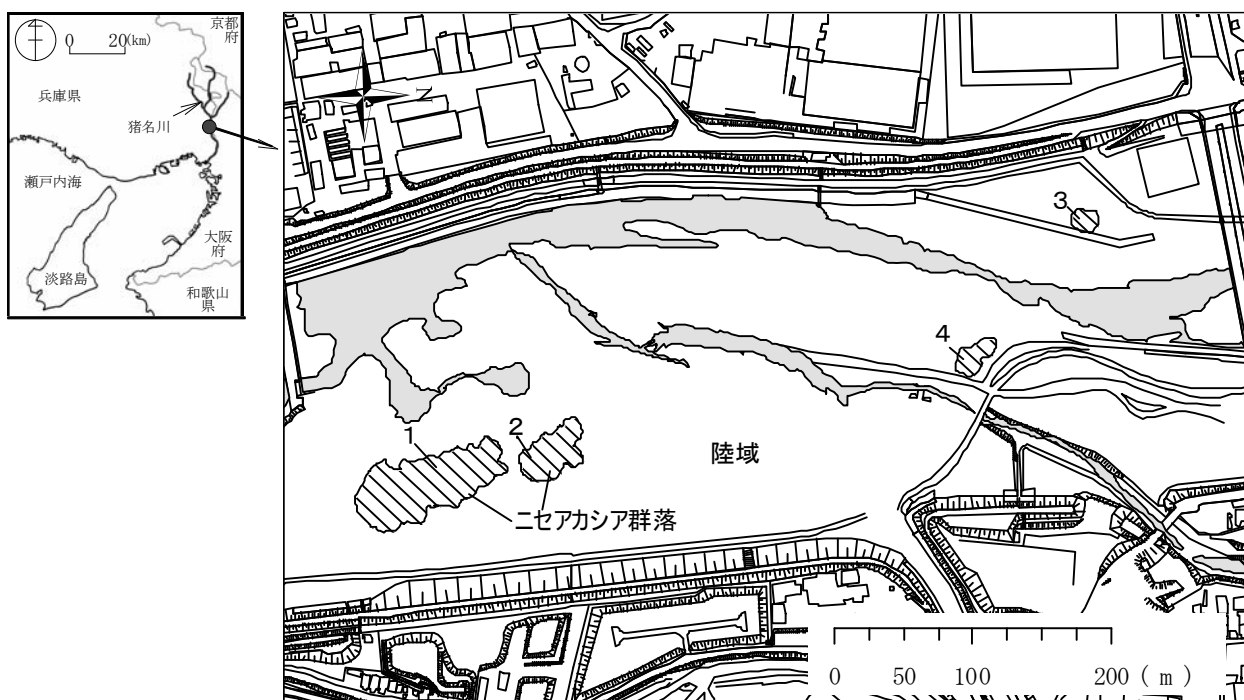 0 20(km)
京都
府
兵庫県
猪名川
瀬戸内海
大阪
府
淡路島
和歌山
県
N
3
4
1
2
陸域
ニセアカシア群落
0 50 100 200 ( m )